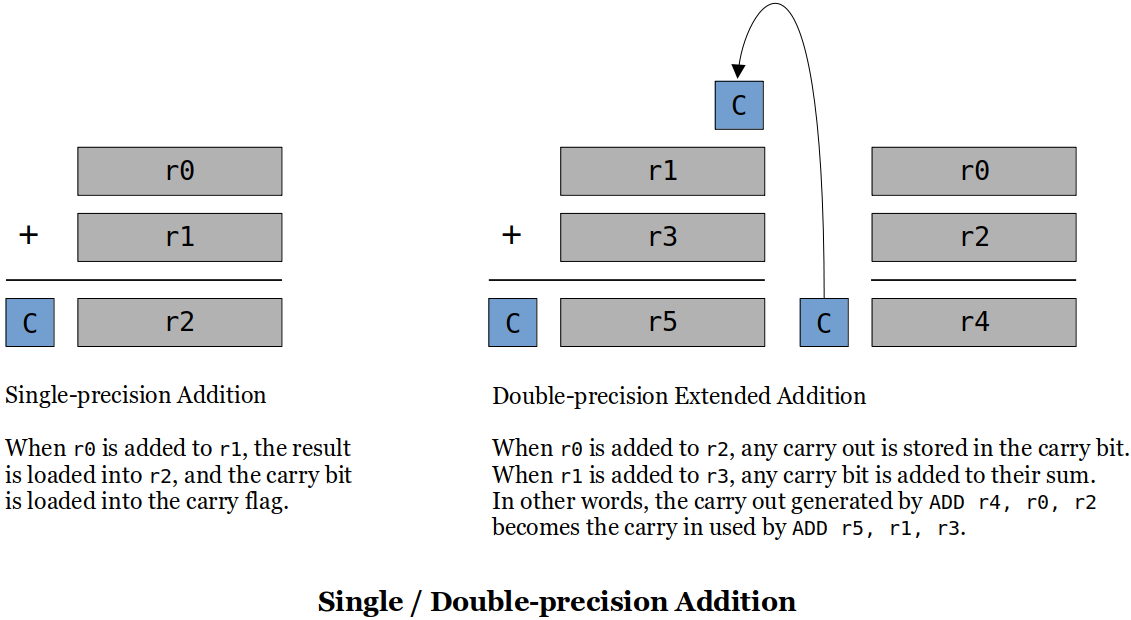 C
r0
r1
r0
+
r1
+
r3
r2
C
r2
C
r5
C
r4
Single-precision Addition
When r0 is added to r1, the result
is loaded into r2, and the carry bit
is loaded into the carry flag.
Double-precision Extended Addition
When r0 is added to r2, any carry out is stored in the carry bit.
When r1 is added to r3, any carry bit is added to their sum.
In other words, the carry out generated by ADD r4, r0, r2
becomes the carry in used by ADD r5, r1, r3.
Single / Double-precision Addition